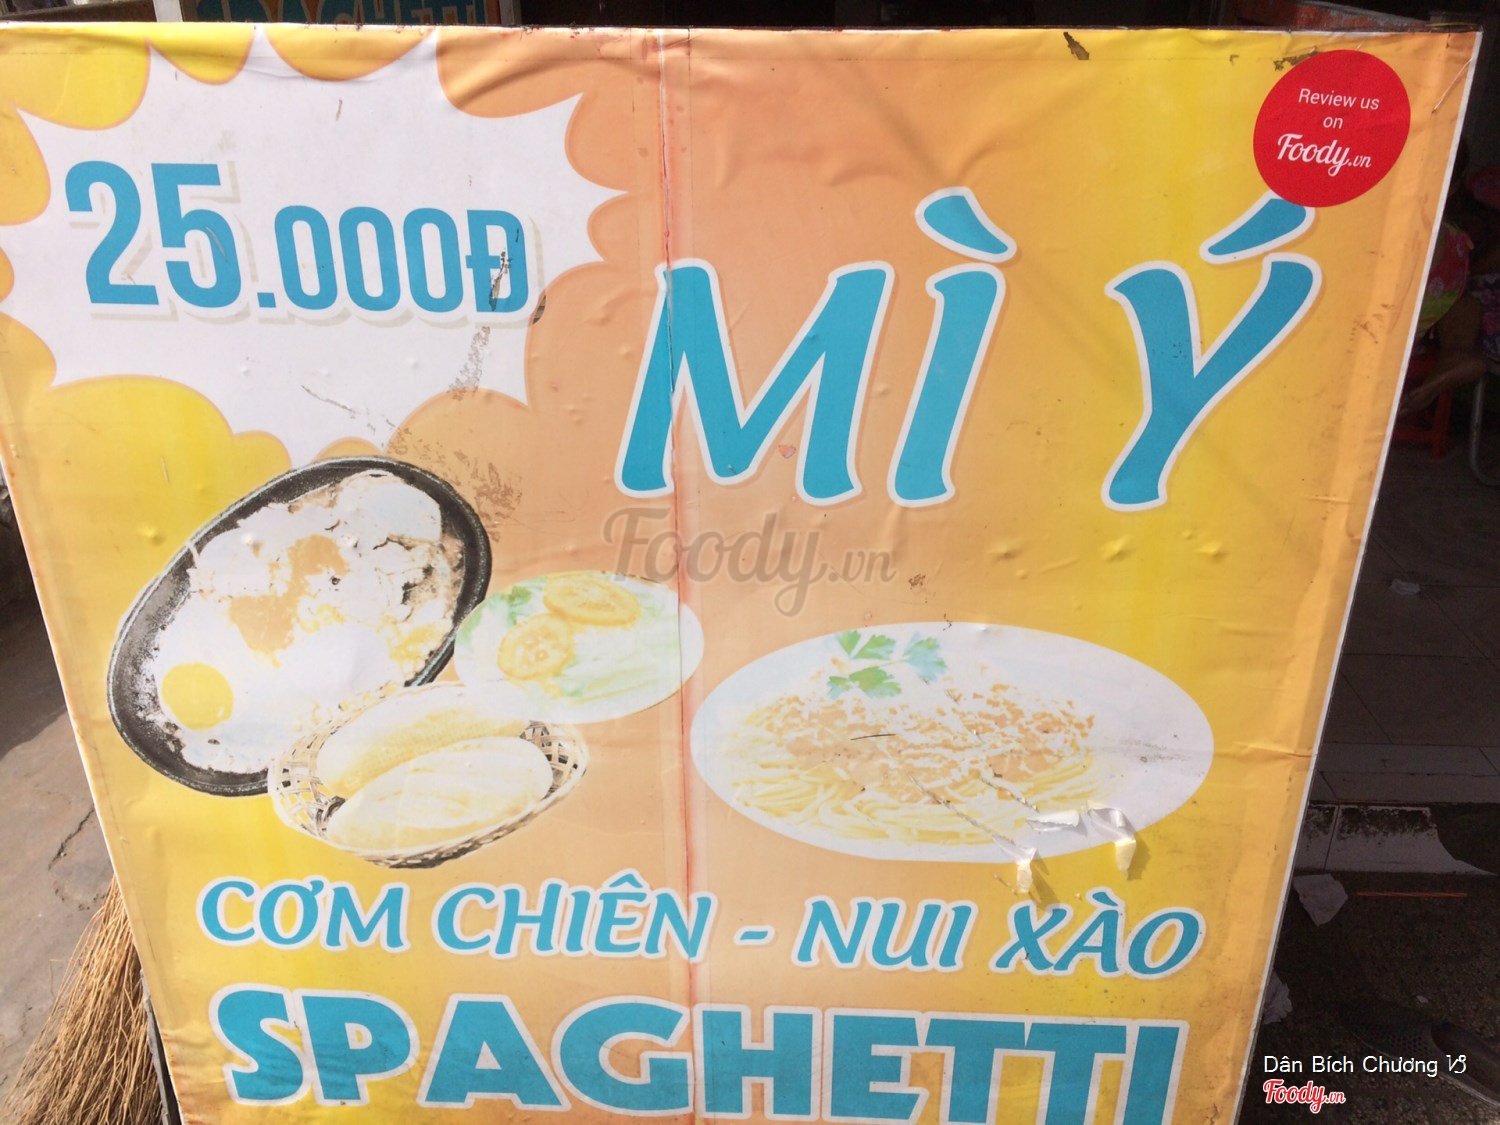 25.000Đ
Review us
on
Foody.vn
MÌ Ý
Foody.vn
CƠM CHIÊN - NUI XÀO
SPAGHETTI
Dân Bích Chương
Foody.vn